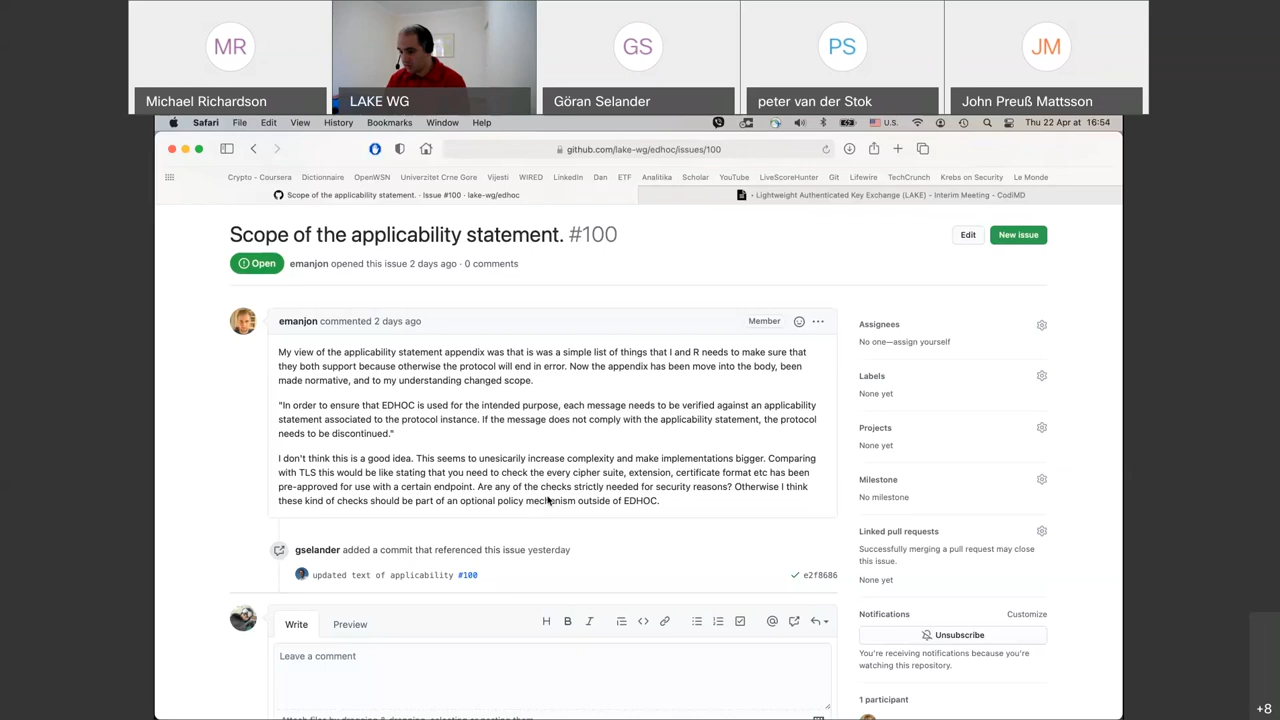 MR
GS
PS
JM
Michael Richardson
LAKE WG
Göran Selander
peter van der Stok
John Preuß Mattsson
Safari File Edit View History Bookmarks Window Help
U.S.
Thu 22 Apr at 16:54
github.com/lake-wg/edhoc/issues/100
Crypto - Coursera Dictionnaire OpenWSN Univerzitet Crne Gore Vijesti WIRED LinkedIn Dan ETF Analitika Scholar YouTube LiveScoreHunter Git Lifewire TechCrunch Krebs on Security Le Monde
Scope of the applicability statement. · Issue #100 · lake-wg/edhoc
· Lightweight Authenticated Key Exchange (LAKE) - Interim Meeting - CodiMD
Scope of the applicability statement. #100
Edit
New issue
Open
emanjon opened this issue 2 days ago · 0 comments
emanjon commented 2 days ago
Member
My view of the applicability statement appendix was that is was a simple list of things that I and R needs to make sure that
they both support because otherwise the protocol will end in error. Now the appendix has been move into the body, been
made normative, and to my understanding changed scope.
"In order to ensure that EDHOC is used for the intended purpose, each message needs to be verified against an applicability
statement associated to the protocol instance. If the message does not comply with the applicability statement, the protocol
needs to be discontinued."
I don't think this is a good idea. This seems to unesicarily increase complexity and make implementations bigger. Comparing
with TLS this would be like stating that you need to check the every cipher suite, extension, certificate format etc has been
pre-approved for use with a certain endpoint. Are any of the checks strictly needed for security reasons? Otherwise I think
these kind of checks should be part of an optional policy mechanism outside of EDHOC.
gselander added a commit that referenced this issue yesterday
updated text of applicability #100
e2f8686
Write
Preview
Leave a comment
Attach files by dragging & dropping, selecting or pasting them.
Assignees
No one—assign yourself
Labels
None yet
Projects
None yet
Milestone
No milestone
Linked pull requests
Successfully merging a pull request may close
this issue.
None yet
Notifications
Customize
Unsubscribe
You're receiving notifications because you're
watching this repository.
1 participant
+8